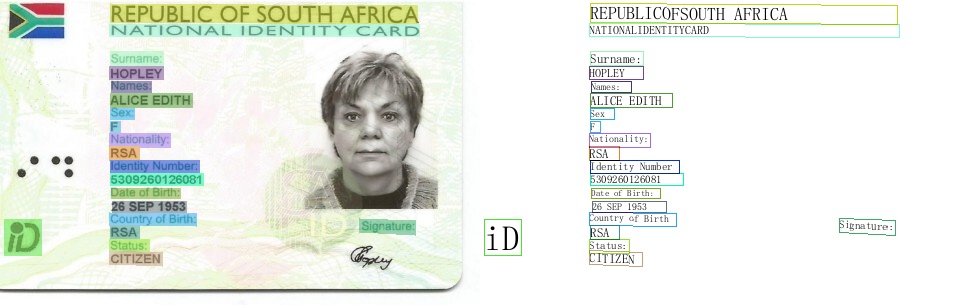 REPUBLIC OF SOUTH AFRICA
NATIONAL IDENTITY CARD
Surname:
HOPLEY
Names:
ALICE EDITH
Sex:
F
Nationality:
RSA
Identity Number:
5309260126081
Date of Birth:
26 SEP 1953
Country of Birth:
RSA
Status:
CITIZEN
iD
Signature:
Hopley
REPUBLICOFSOUTH AFRICA
NATIONALIDENTITYCARD
Surname:
HOPLEY
Names:
ALICE EDITH
Sex
F
Nationality:
RSA
Identity Number
5309260126081
Date of Birth:
26 SEP 1953
Country of Birth
RSA
Status:
CITIZEN
iD
Signature: